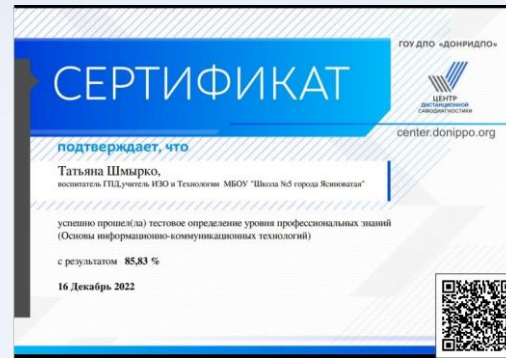 ГОУ ДПО «ДОНРИДПО»
СЕРТИФИКАТ
ЦЕНТР
ДИСТАНЦИОННОЙ
САМОДИАГНОСТИКИ
center.donippo.org
подтверждает, что
Татьяна Шмырко,
воспитатель ГПД,учитель ИЗО и Технологии МБОУ "Школа №5 города Ясиноватая"
успешно прошел(ла) тестовое определение уровня профессиональных знаний
(Основы информационно-коммуникационных технологий)
с результатом 85,83 %
16 Декабрь 2022